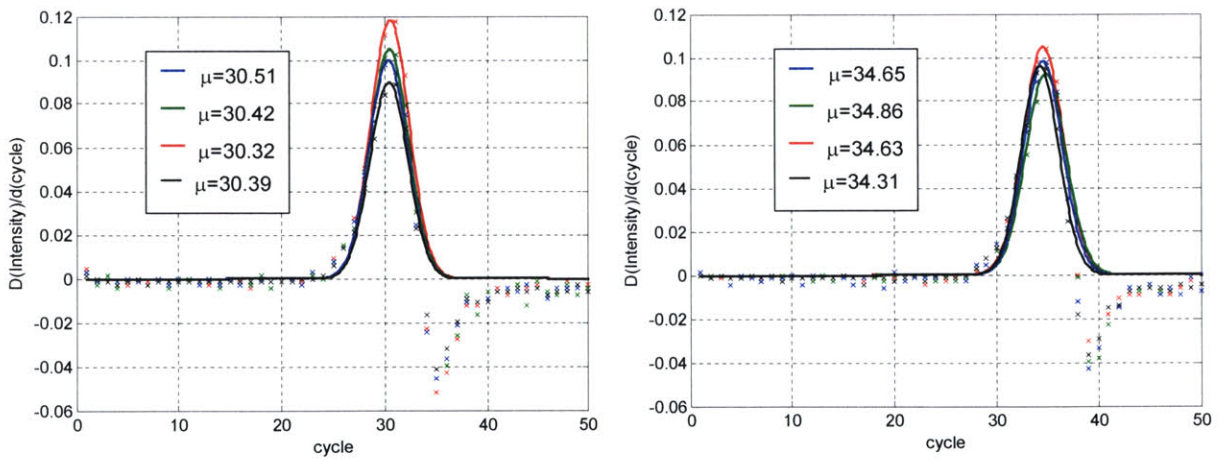 0.12
0.1
0.08
0.06
0.04
0.02
0
-0.02
-0.04
-0.06
D(Intensity)/d(cycle)
μ=30.51
μ=30.42
μ=30.32
μ=30.39
0 10 20 30 40 50
cycle
0.12
0.1
0.08
0.06
0.04
0.02
0
-0.02
-0.04
-0.06
D(Intensity)/d(cycle)
μ=34.65
μ=34.86
μ=34.63
μ=34.31
0 10 20 30 40 50
cycle